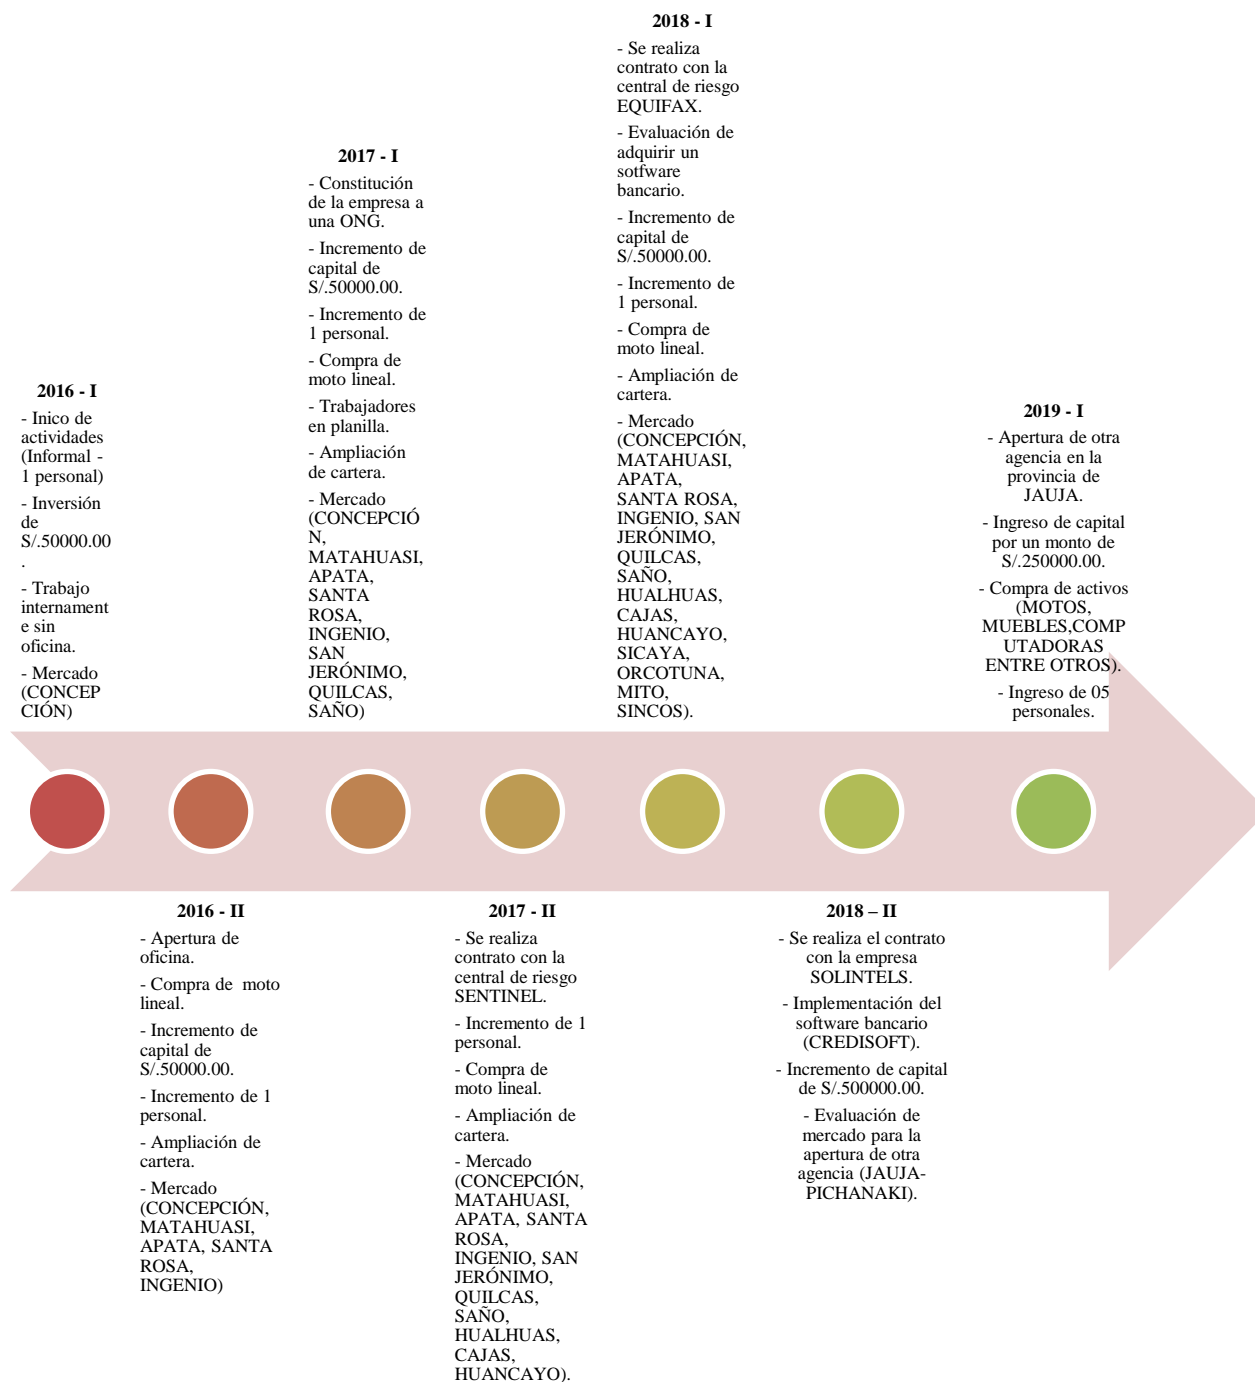 2016 - I
- Inico de
actividades
(Informal -
1 personal)
- Inversión
de
S/.50000.00
.
- Trabajo
internament
e sin
oficina.
- Mercado
(CONCEP
CIÓN)
2016 - II
- Apertura de
oficina.
- Compra de moto
lineal.
- Incremento de
capital de
S/.50000.00.
- Incremento de 1
personal.
- Ampliación de
cartera.
- Mercado
(CONCEPCIÓN,
MATAHUASI,
APATA, SANTA
ROSA,
INGENIO)
2017 - I
- Constitución
de la empresa a
una ONG.
- Incremento de
capital de
S/.50000.00.
- Incremento de
1 personal.
- Compra de
moto lineal.
- Trabajadores
en planilla.
- Ampliación
de cartera.
- Mercado
(CONCEPCIÓ
N,
MATAHUASI,
APATA,
SANTA
ROSA,
INGENIO,
SAN
JERÓNIMO,
QUILCAS,
SAÑO)
2017 - II
- Se realiza
contrato con la
central de riesgo
SENTINEL.
- Incremento de 1
personal.
- Compra de
moto lineal.
- Ampliación de
cartera.
- Mercado
(CONCEPCIÓN,
MATAHUASI,
APATA, SANTA
ROSA,
INGENIO, SAN
JERÓNIMO,
QUILCAS,
SAÑO,
HUALHUAS,
CAJAS,
HUANCAYO).
2018 - I
- Se realiza
contrato con la
central de riesgo
EQUIFAX.
- Evaluación de
adquirir un
sotfware
bancario.
- Incremento de
capital de
S/.50000.00.
- Incremento de
1 personal.
- Compra de
moto lineal.
- Ampliación de
cartera.
- Mercado
(CONCEPCIÓN,
MATAHUASI,
APATA,
SANTA ROSA,
INGENIO, SAN
JERÓNIMO,
QUILCAS,
SAÑO,
HUALHUAS,
CAJAS,
HUANCAYO,
SICAYA,
ORCOTUNA,
MITO,
SINCOS).
2018 – II
- Se realiza el contrato
con la empresa
SOLINTELS.
- Implementación del
software bancario
(CREDISOFT).
- Incremento de capital
de S/.500000.00.
- Evaluación de
mercado para la
apertura de otra
agencia (JAUJA-
PICHANAKI).
2019 - I
- Apertura de otra
agencia en la
provincia de
JAUJA.
- Ingreso de capital
por un monto de
S/.250000.00.
- Compra de activos
(MOTOS,
MUEBLES,COMP
UTADORAS
ENTRE OTROS).
- Ingreso de 05
personales.